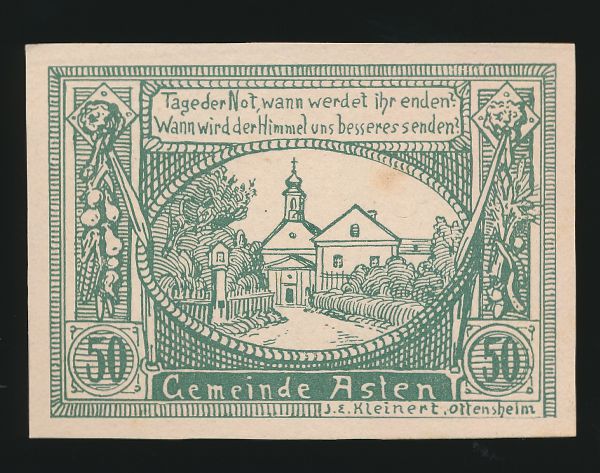 Tage der Not, wann werdet ihr enden?
Wann wird der Himmel uns besseres senden?
50
50
Gemeinde Asten
J.E. Kleinert, Ottensheim